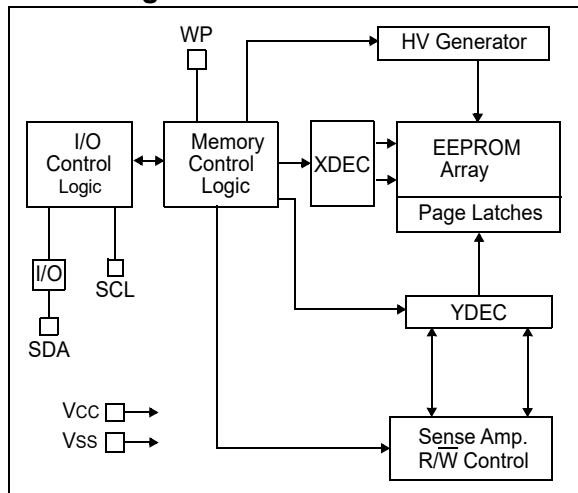 WP
HV Generator
I/O
Control
Logic
Memory
Control
Logic
XDEC
EEPROM
Array
Page Latches
I/O
SCL
SDA
YDEC
VCC
VSS
Sense Amp.
R/W̅ Control